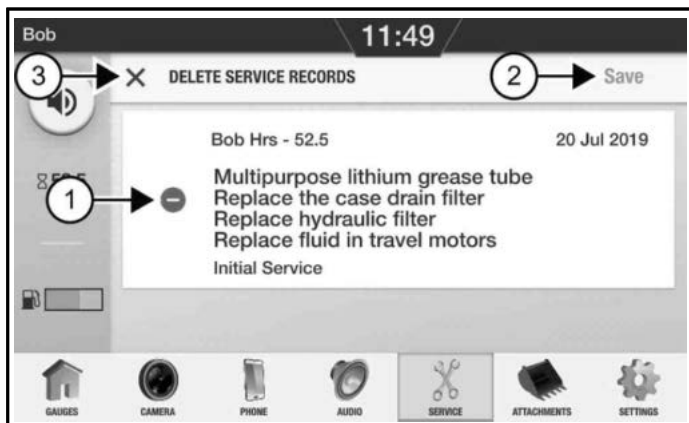 Bob
11:49
3
DELETE SERVICE RECORDS
2
Save
Bob Hrs - 52.5
20 Jul 2019
1
Multipurpose lithium grease tube
Replace the case drain filter
Replace hydraulic filter
Replace fluid in travel motors
Initial Service
GAUGES
CAMERA
PHONE
AUDIO
SERVICE
ATTACHMENTS
SETTINGS